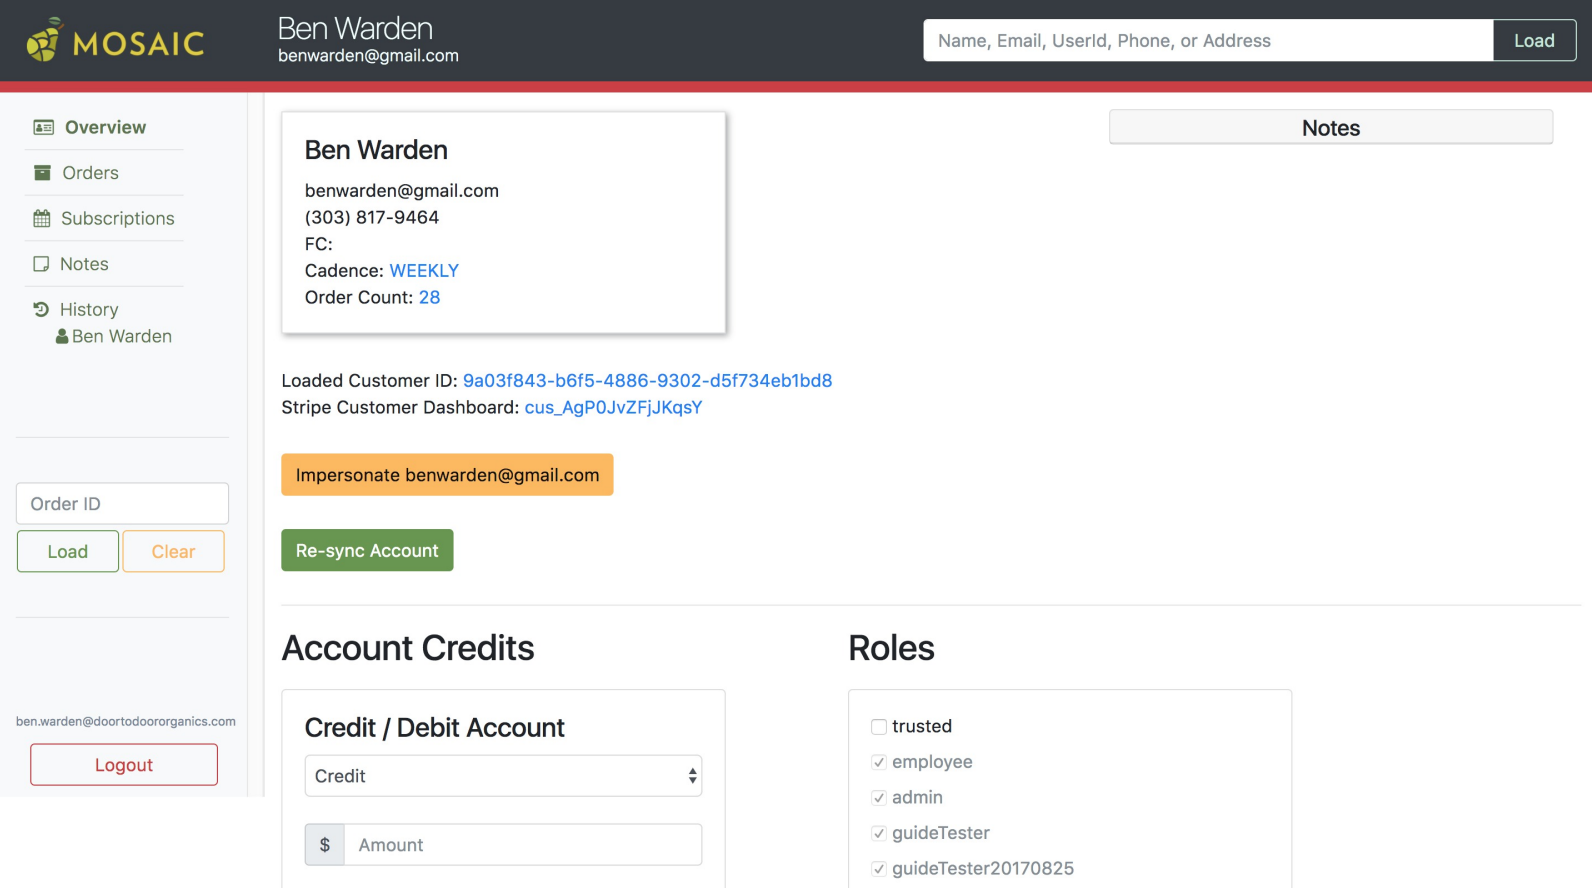 MOSAIC
Ben Warden
benwarden@gmail.com
Name, Email, UserId, Phone, or Address
Load
Overview
Orders
Subscriptions
Notes
History
Ben Warden
Order ID
Load
Clear
ben.warden@doortodoororganics.com
Logout
Ben Warden
benwarden@gmail.com
(303) 817-9464
FC:
Cadence: WEEKLY
Order Count: 28
Notes
Loaded Customer ID: 9a03f843-b6f5-4886-9302-d5f734eb1bd8
Stripe Customer Dashboard: cus_AgP0JvZFjJKqsY
Impersonate benwarden@gmail.com
Re-sync Account
Account Credits
Credit / Debit Account
Credit
$ Amount
Roles
trusted
employee
admin
guideTester
guideTester20170825